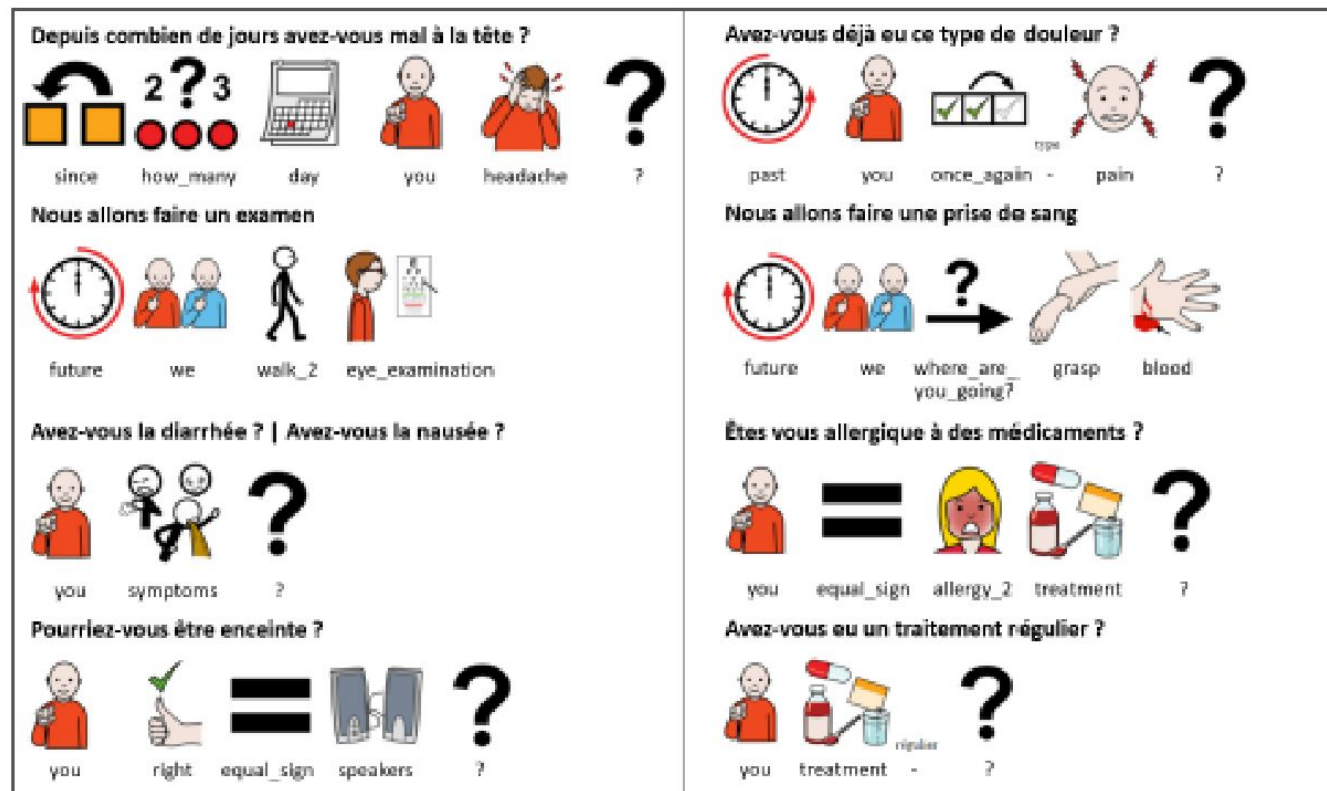 Depuis combien de jours avez-vous mal à la tête ?
2 ? 3 ?
since how_many day you headache ?
Nous allons faire un examen
future we walk_2 eye_examination
Avez-vous la diarrhée ? | Avez-vous la nausée ?
?
you symptoms ?
Pourriez-vous être enceinte ?
?
you right equal_sign speakers ?
Avez-vous déjà eu ce type de douleur ?
?
type
past you once_again - pain ?
Nous allons faire une prise de sang
?
future we where_are_ grasp blood
you_going?
Êtes vous allergique à des médicaments ?
?
you equal_sign allergy_2 treatment ?
Avez-vous eu un traitement régulier ?
?
régulier
you treatment - ?